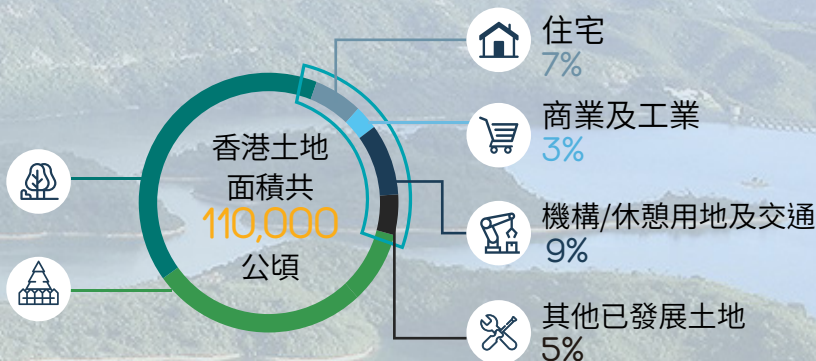 香港土地
面積共
110,000
公頃
住宅
7%
商業及工業
3%
機構/休憩用地及交通
9%
其他已發展土地
5%